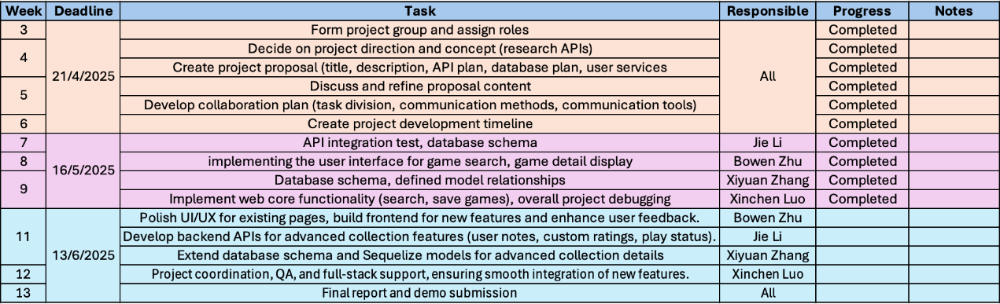 Week Deadline Task Responsible Progress Notes
3 21/4/2025 Form project group and assign roles All Completed
4 Decide on project direction and concept (research APIs) Completed
Create project proposal (title, description, API plan, database plan, user services Completed
5 Discuss and refine proposal content Completed
Develop collaboration plan (task division, communication methods, communication tools) Completed
6 Create project development timeline Completed
7 16/5/2025 API integration test, database schema Jie Li Completed
8 implementing the user interface for game search, game detail display Bowen Zhu Completed
9 Database schema, defined model relationships Xiyuan Zhang Completed
Implement web core functionality (search, save games), overall project debugging Xinchen Luo Completed
11 13/6/2025 Polish UI/UX for existing pages, build frontend for new features and enhance user feedback. Bowen Zhu
Develop backend APIs for advanced collection features (user notes, custom ratings, play status). Jie Li
Extend database schema and Sequelize models for advanced collection details Xiyuan Zhang
12 Project coordination, QA, and full-stack support, ensuring smooth integration of new features. Xinchen Luo
13 Final report and demo submission All